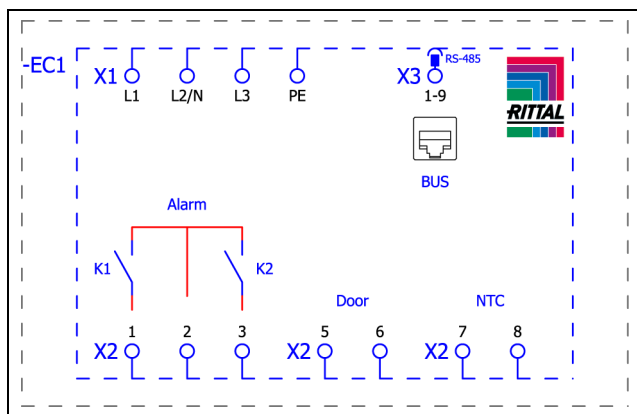 -EC1
X1
L1
L2/N
L3
PE
X3
RS-485
1-9
RITTAL
BUS
Alarm
K1
K2
Door
NTC
X2
1
2
3
X2
5
6
X2
7
8